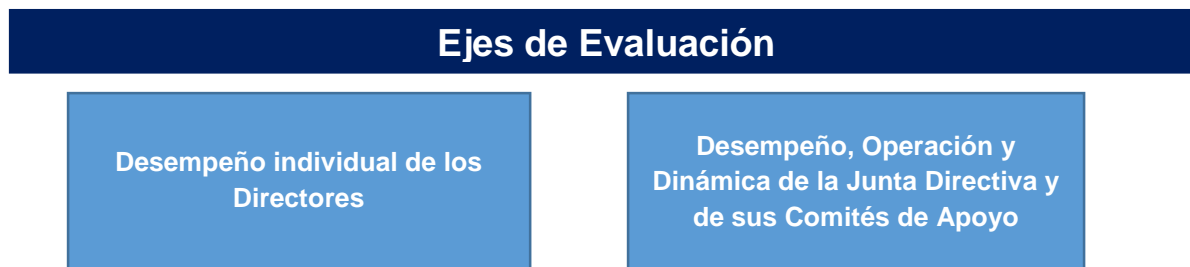 Ejes de Evaluación
Desempeño individual de los
Directores
Desempeño, Operación y
Dinámica de la Junta Directiva y
de sus Comités de Apoyo